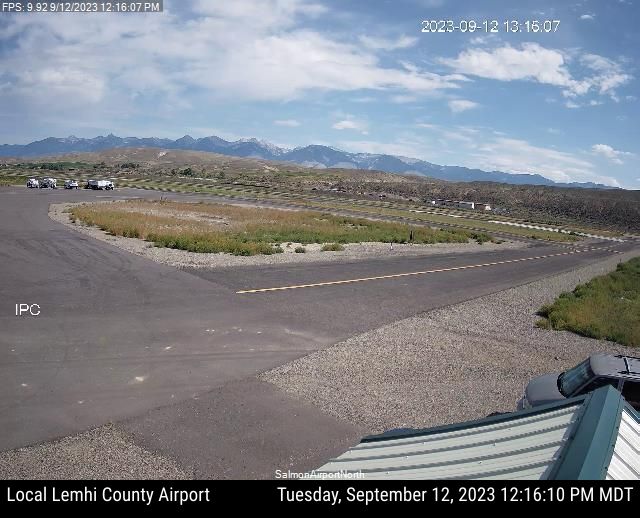 FPS: 9.92 9/12/2023 12:16:07 PM
2023-09-12 13:16:07
IPC
SalmonAirportNorth
Local Lemhi County Airport Tuesday, September 12, 2023 12:16:10 PM MDT